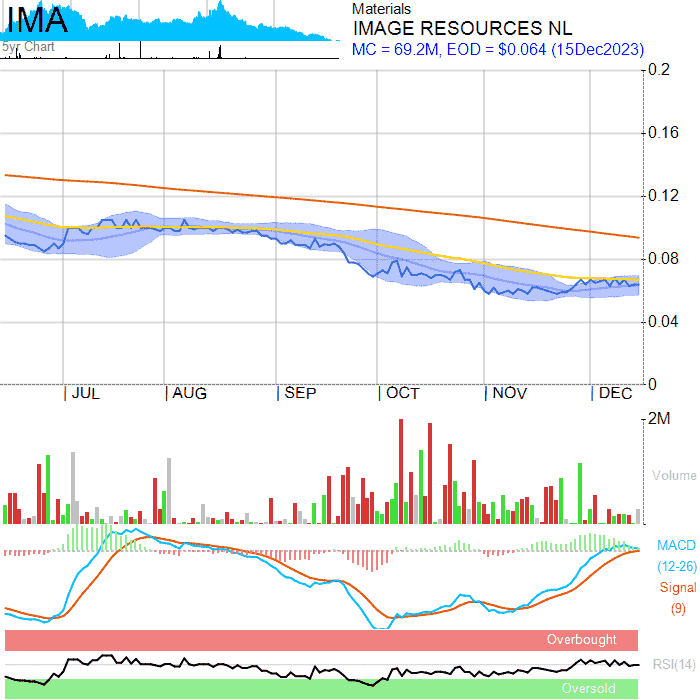 IMA
5yr Chart
Materials
IMAGE RESOURCES NL
MC = 69.2M, EOD = $0.064 (15Dec2023)
0.2
0.16
0.12
0.08
0.04
0
JUL AUG SEP OCT NOV DEC
2M
Volume
MACD
(12-26)
Signal
(9)
Overbought
RSI(14)
Oversold